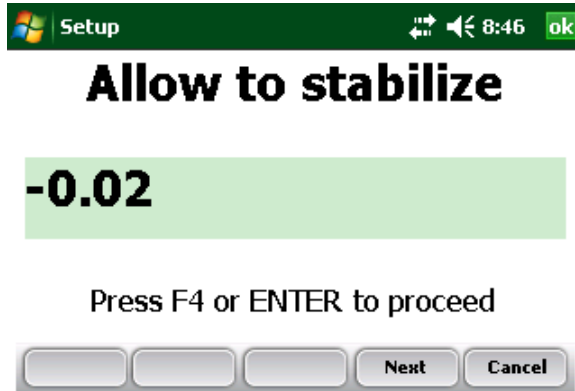 Setup 8:46 ok
Allow to stabilize
-0.02
Press F4 or ENTER to proceed
Next Cancel